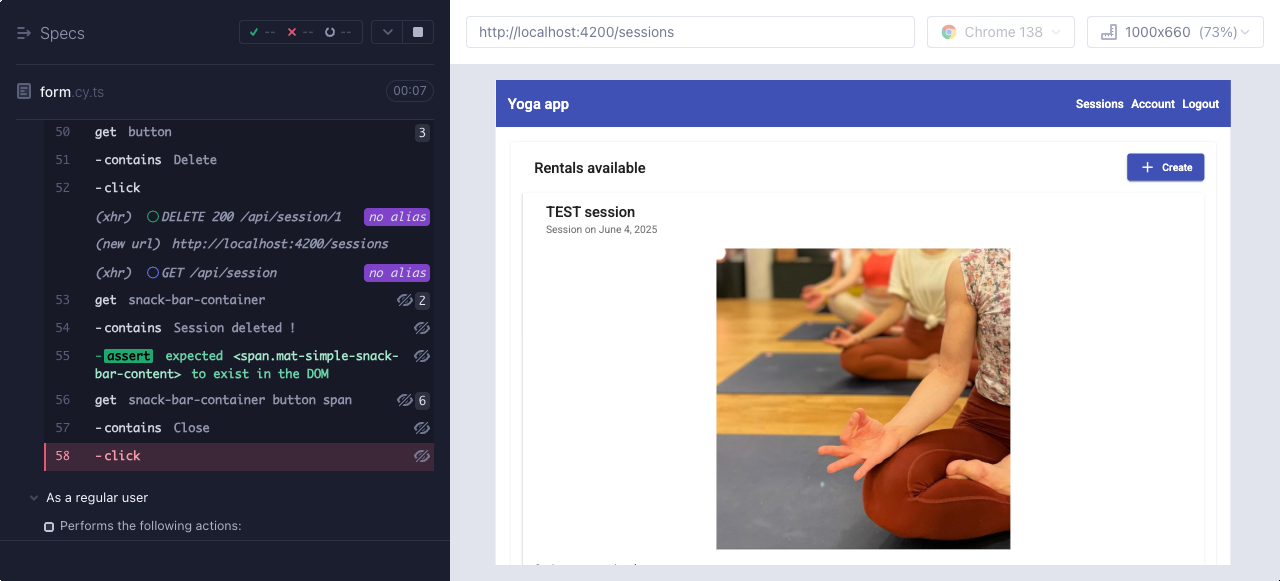 Specs
-- -- --
form.cy.ts
00:07
50 get button 3
51 -contains Delete
52 -click
(xhr) DELETE 200 /api/session/1 no alias
(new url) http://localhost:4200/sessions
(xhr) GET /api/session no alias
53 get snack-bar-container 2
54 -contains Session deleted !
55 -assert expected <span.mat-simple-snack-
bar-content> to exist in the DOM
56 get snack-bar-container button span 6
57 -contains Close
58 -click
As a regular user
Performs the following actions:
http://localhost:4200/sessions
Chrome 138
1000x660 (73%)
Yoga app
Sessions Account Logout
Rentals available
Create
TEST session
Session on June 4, 2025